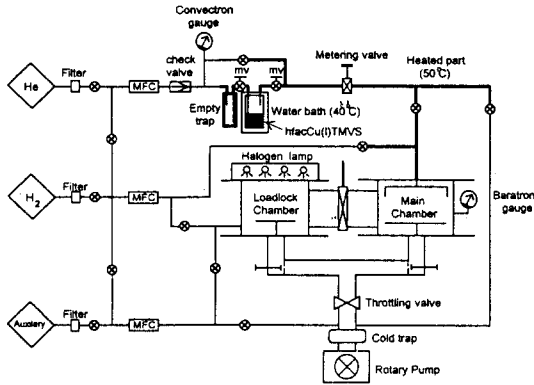 Convectron
gauge
check
valve
mv
mv
Metering valve
Heated part
(50℃)
He
Filter
MFC
Empty
trap
Water bath (40℃)
hfacCu(I)TMVS
Halogen lamp
H2
Filter
MFC
Loadlock
Chamber
Main
Chamber
Baratron
gauge
Auxilery
Filter
MFC
Throttling valve
Cold trap
Rotary Pump